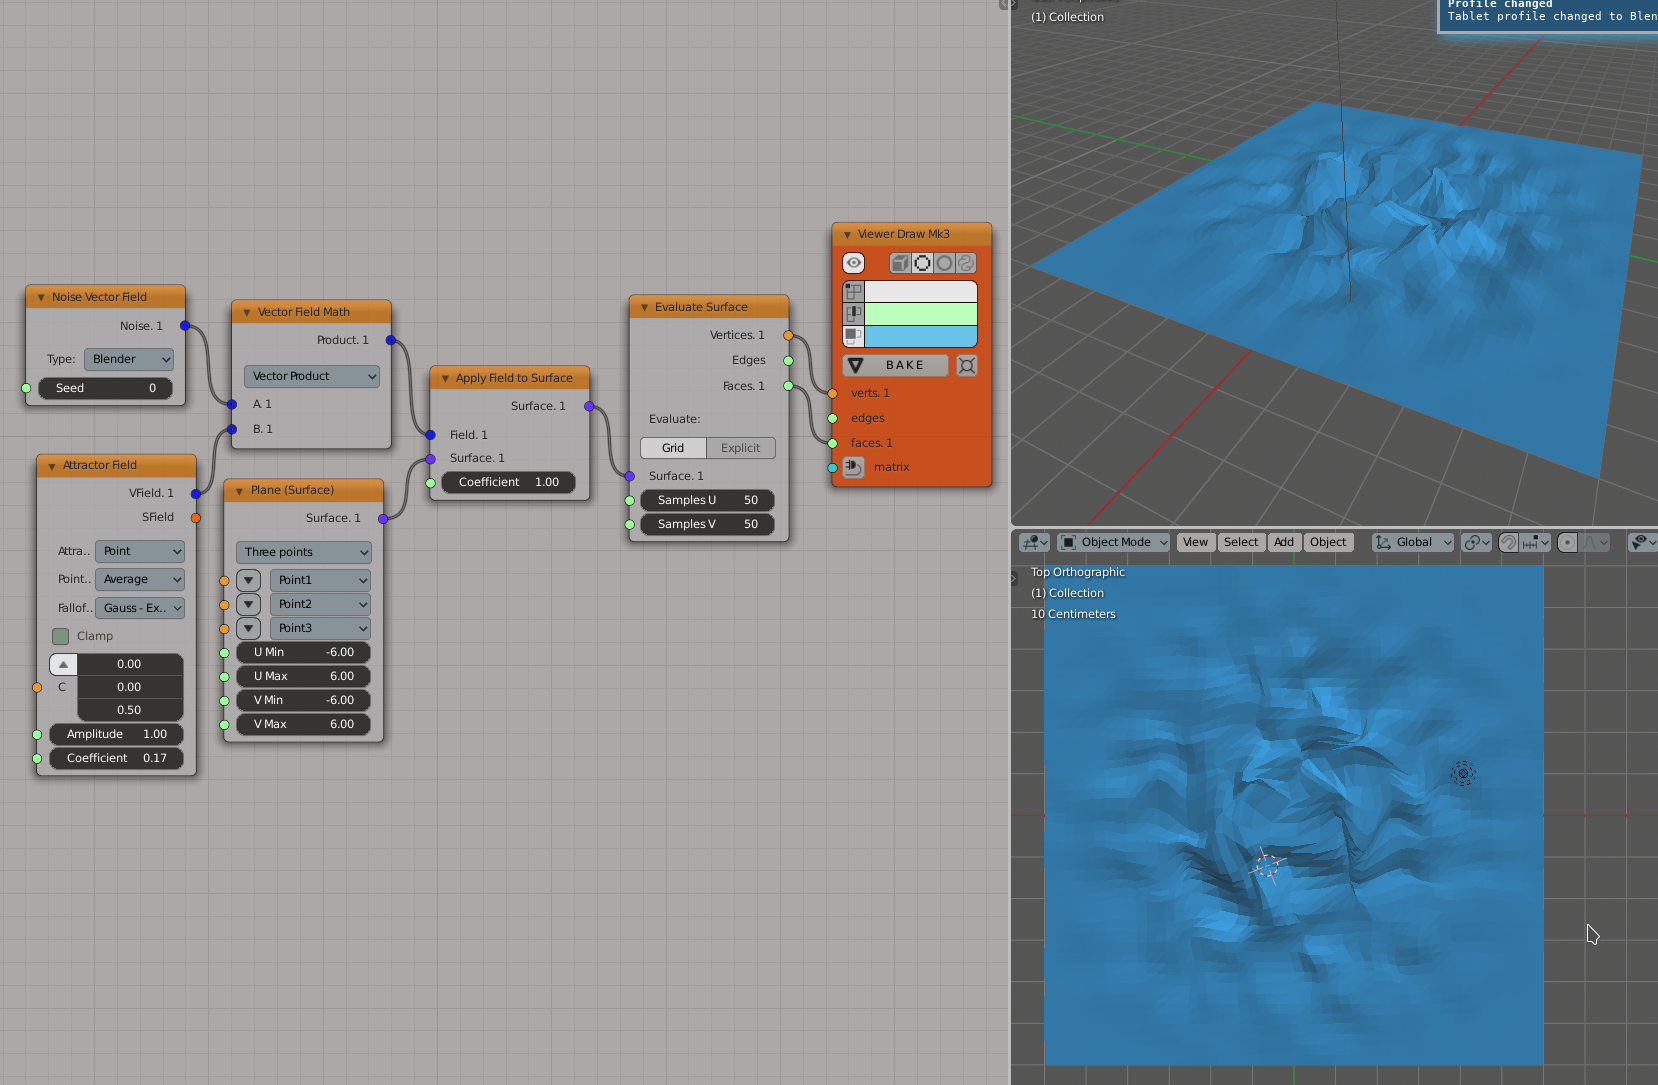 Noise Vector Field
Noise. 1
Type:
Blender
Seed
0
Attractor Field
VField. 1
SField
Attra..
Point
Point..
Average
Fallof..
Gauss - Ex..
Clamp
0.00
C
0.00
0.50
Amplitude
1.00
Coefficient
0.17
Vector Field Math
Product. 1
Vector Product
A. 1
B. 1
Plane (Surface)
Surface. 1
Three points
Point1
Point2
Point3
U Min
-6.00
U Max
6.00
V Min
-6.00
V Max
6.00
Apply Field to Surface
Surface. 1
Field. 1
Surface. 1
Coefficient
1.00
Evaluate Surface
Vertices. 1
Edges
Faces. 1
Evaluate:
Grid
Explicit
Surface. 1
Samples U
50
Samples V
50
Viewer Draw Mk3
BAKE
verts. 1
edges
faces. 1
matrix
(1) Collection
Profile changed
Tablet profile changed to Blen
Object Mode
View
Select
Add
Object
Global
Top Orthographic
(1) Collection
10 Centimeters